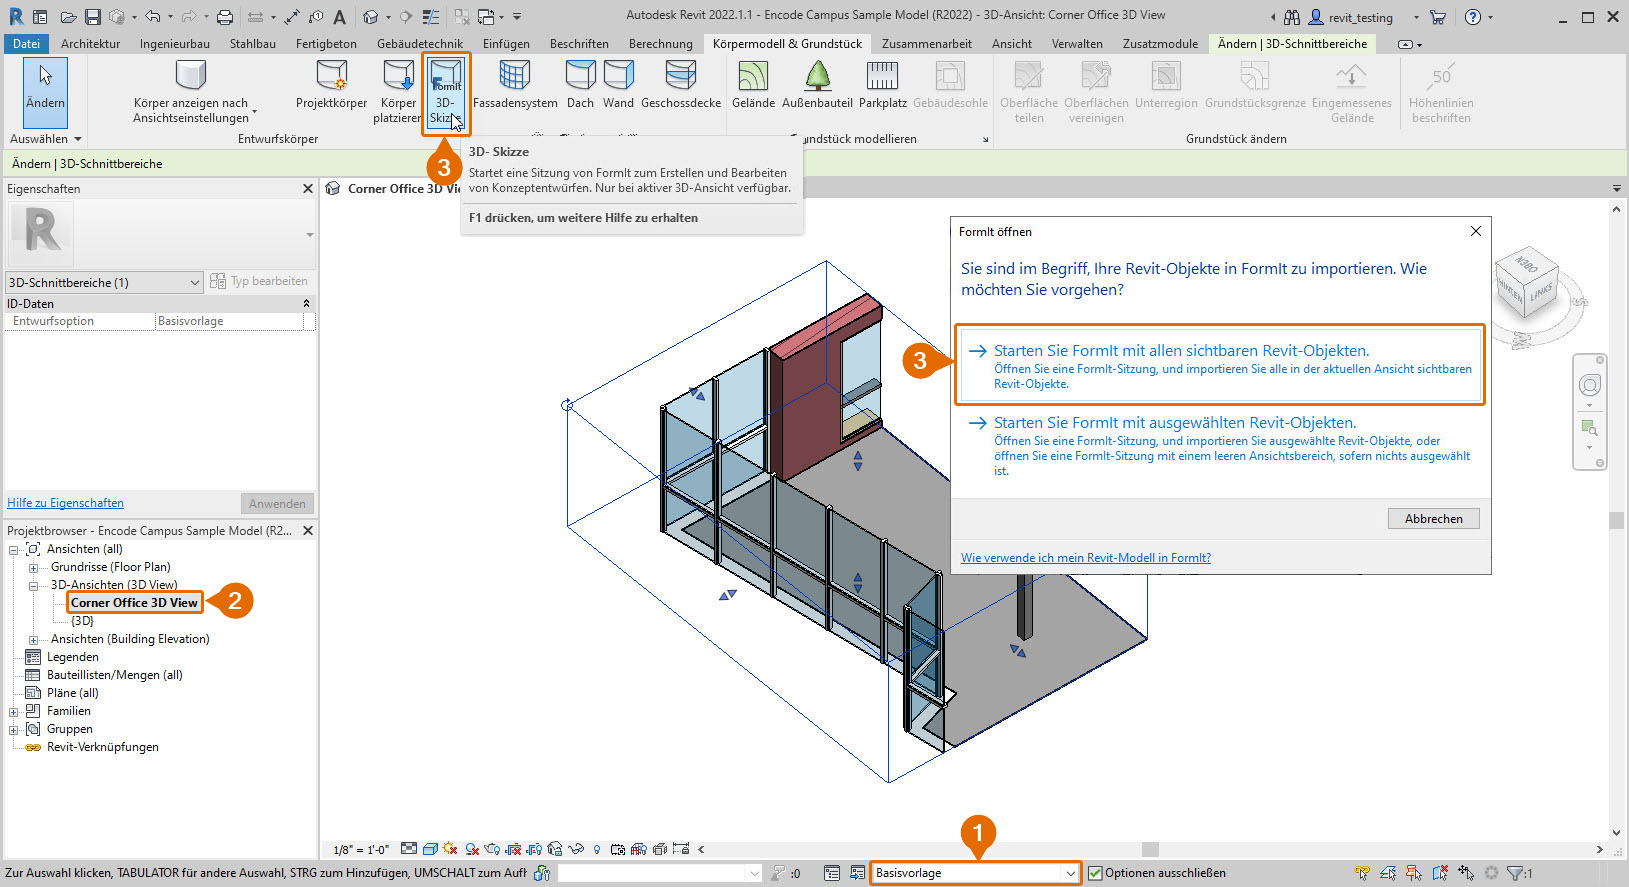 Autodesk Revit 2022.1.1 - Encode Campus Sample Model (R2022) - 3D-Ansicht: Corner Office 3D View
revit_testing
Datei Architektur Ingenieurbau Stahlbau Fertigbeton Gebäudetechnik Einfügen Beschriften Berechnung Körpermodell & Grundstück Zusammenarbeit Ansicht Verwalten Zusatzmodule Ändern | 3D-Schnittbereiche
Ändern
Körper anzeigen nach
Ansichtseinstellungen
Projektkörper
Körper
platzieren
FormIt
3D-
Skizze
Fassadensystem Dach Wand Geschossdecke
Gelände Außenbauteil Parkplatz Gebäudesohle
Oberfläche
teilen
Oberflächen
vereinigen
Unterregion
Grundstücksgrenze
Eingemessenes
Gelände
50
Höhenlinien
beschriften
Auswählen
Entwurfskörper
ndstück modellieren
Grundstück ändern
3
3D- Skizze
Startet eine Sitzung von FormIt zum Erstellen und Bearbeiten
von Konzeptentwürfen. Nur bei aktiver 3D-Ansicht verfügbar.
F1 drücken, um weitere Hilfe zu erhalten
Ändern | 3D-Schnittbereiche
Eigenschaften
R
3D-Schnittbereiche (1)
Typ bearbeiten
ID-Daten
Entwurfsoption Basisvorlage
Hilfe zu Eigenschaften
Anwenden
Projektbrowser - Encode Campus Sample Model (R2...
Ansichten (all)
Grundrisse (Floor Plan)
3D-Ansichten (3D View)
Corner Office 3D View
2
{3D}
Ansichten (Building Elevation)
Legenden
Bauteillisten/Mengen (all)
Pläne (all)
Familien
Gruppen
Revit-Verknüpfungen
Corner Office 3D Vi
FormIt öffnen
Sie sind im Begriff, Ihre Revit-Objekte in FormIt zu importieren. Wie
möchten Sie vorgehen?
3
Starten Sie FormIt mit allen sichtbaren Revit-Objekten.
Öffnen Sie eine FormIt-Sitzung, und importieren Sie alle in der aktuellen Ansicht sichtbaren
Revit-Objekte.
Starten Sie FormIt mit ausgewählten Revit-Objekten.
Öffnen Sie eine FormIt-Sitzung, und importieren Sie ausgewählte Revit-Objekte, oder
öffnen Sie eine FormIt-Sitzung mit einem leeren Ansichtsbereich, sofern nichts ausgewählt
ist.
Abbrechen
Wie verwende ich mein Revit-Modell in FormIt?
OBEN
HINTEN
LINKS
1/8" = 1'-0"
1
Zur Auswahl klicken, TABULATOR für andere Auswahl, STRG zum Hinzufügen, UMSCHALT zum Aufh
:0
Basisvorlage
Optionen ausschließen
:1